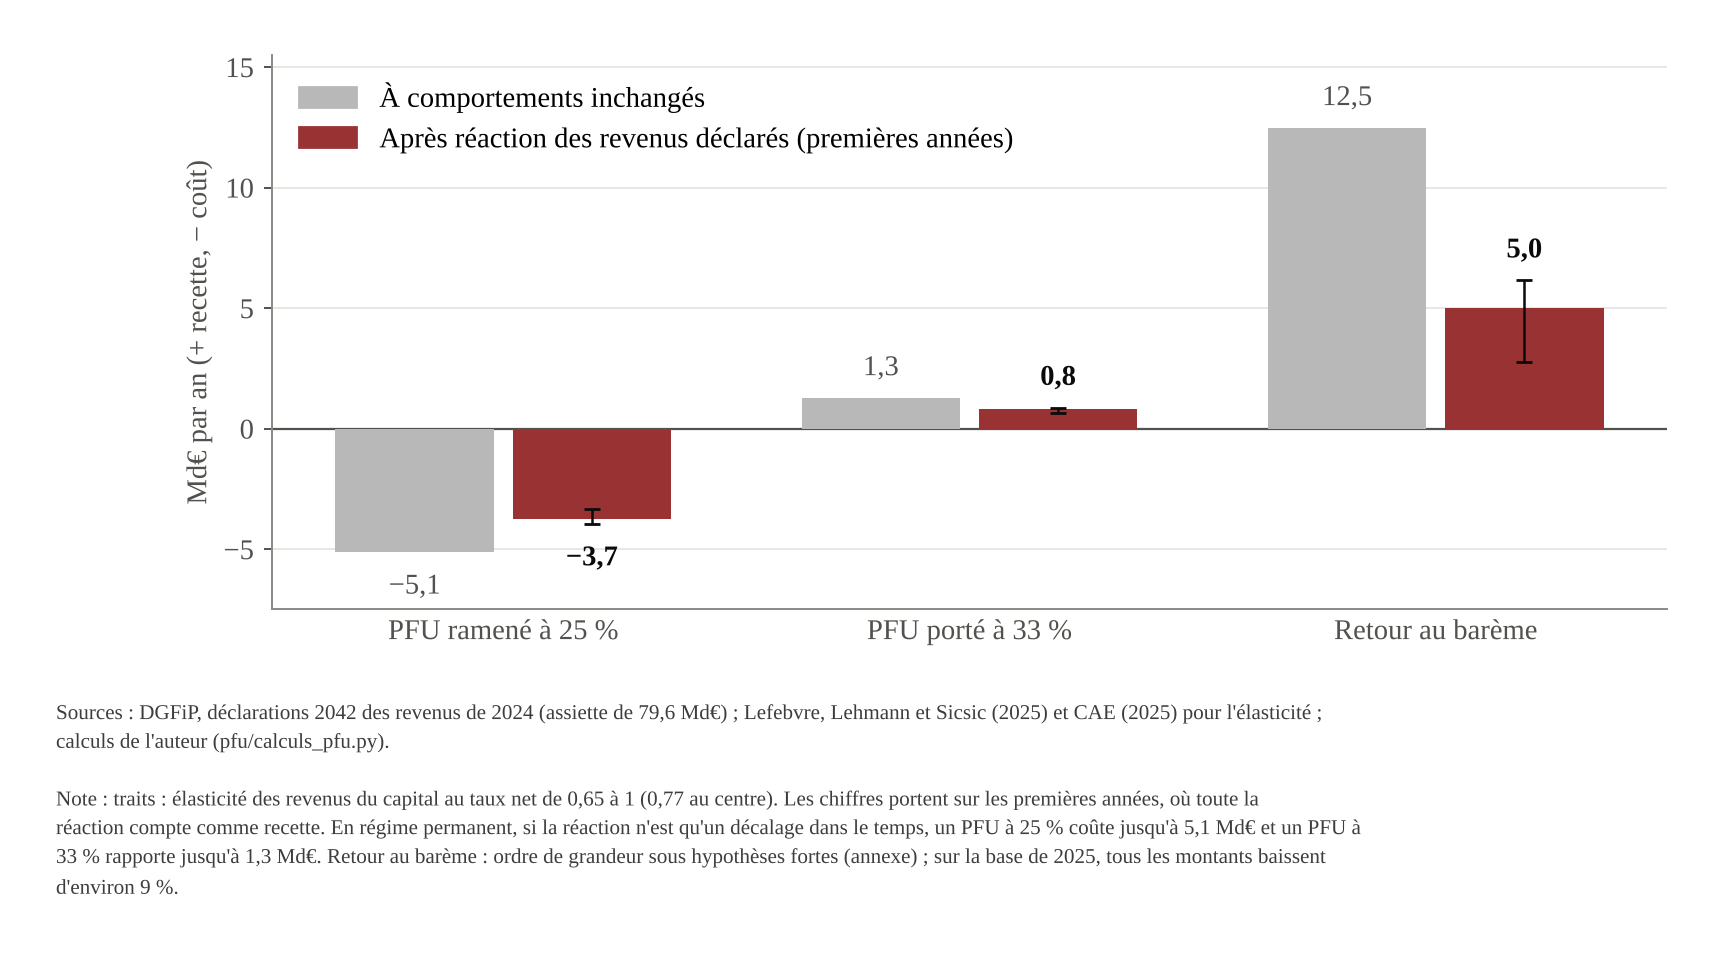 15
10
5
0
−5
Md€ par an (+ recette, − coût)
À comportements inchangés
Après réaction des revenus déclarés (premières années)
−5,1
−3,7
1,3
0,8
12,5
5,0
PFU ramené à 25 %
PFU porté à 33 %
Retour au barème
Sources : DGFiP, déclarations 2042 des revenus de 2024 (assiette de 79,6 Md€) ; Lefebvre, Lehmann et Sicsic (2025) et CAE (2025) pour l'élasticité ;
calculs de l'auteur (pfu/calculs_pfu.py).
Note : traits : élasticité des revenus du capital au taux net de 0,65 à 1 (0,77 au centre). Les chiffres portent sur les premières années, où toute la
réaction compte comme recette. En régime permanent, si la réaction n'est qu'un décalage dans le temps, un PFU à 25 % coûte jusqu'à 5,1 Md€ et un PFU à
33 % rapporte jusqu'à 1,3 Md€. Retour au barème : ordre de grandeur sous hypothèses fortes (annexe) ; sur la base de 2025, tous les montants baissent
d'environ 9 %.